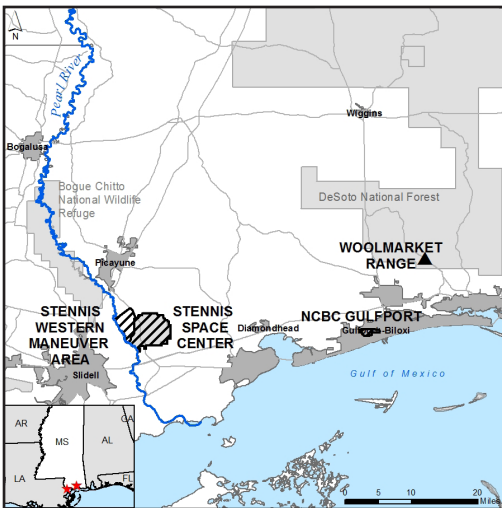 N
Pearl River
Wiggins
Bogalusa
Bogue Chitto
National Wildlife
Refuge
DeSoto National Forest
WOOLMARKET
RANGE
Picayune
STENNIS
WESTERN
MANEUVER
AREA
STENNIS
SPACE
CENTER
NCBC GULFPORT
Diamondhead
Gulfport-Biloxi
Slidell
Gulf of Mexico
AR
MS
AL
GA
LA
FL
0 5 10 20
Miles